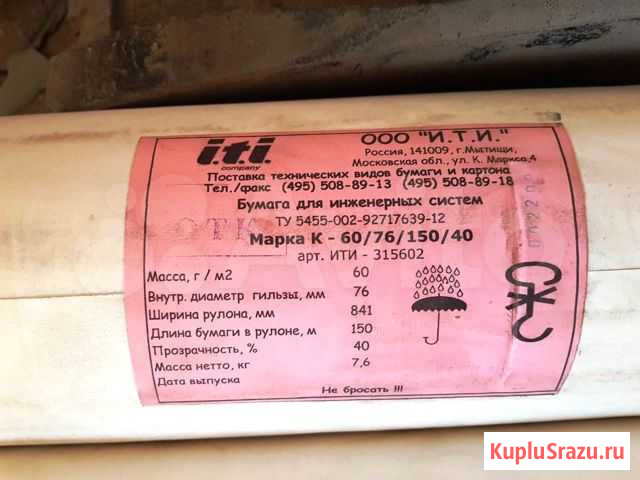 i.t.i.
company
ООО "И.Т.И."
Россия, 141009, г.Мытищи,
Московская обл., ул. К. Маркса,4
Поставка технических видов бумаги и картона
Тел./факс (495) 508-89-13 (495) 508-89-18
Бумага для инженерных систем
ТУ 5455-002-92717639-12
ОТК
Марка К - 60/76/150/40
арт. ИТИ - 315602
Масса, г / м2 60
Внутр. диаметр гильзы, мм 76
Ширина рулона, мм 841
Длина бумаги в рулоне, м 150
Прозрачность, % 40
Масса нетто, кг 7,6
Дата выпуска
Не бросать !!!
Avito
KupluSrazu.ru